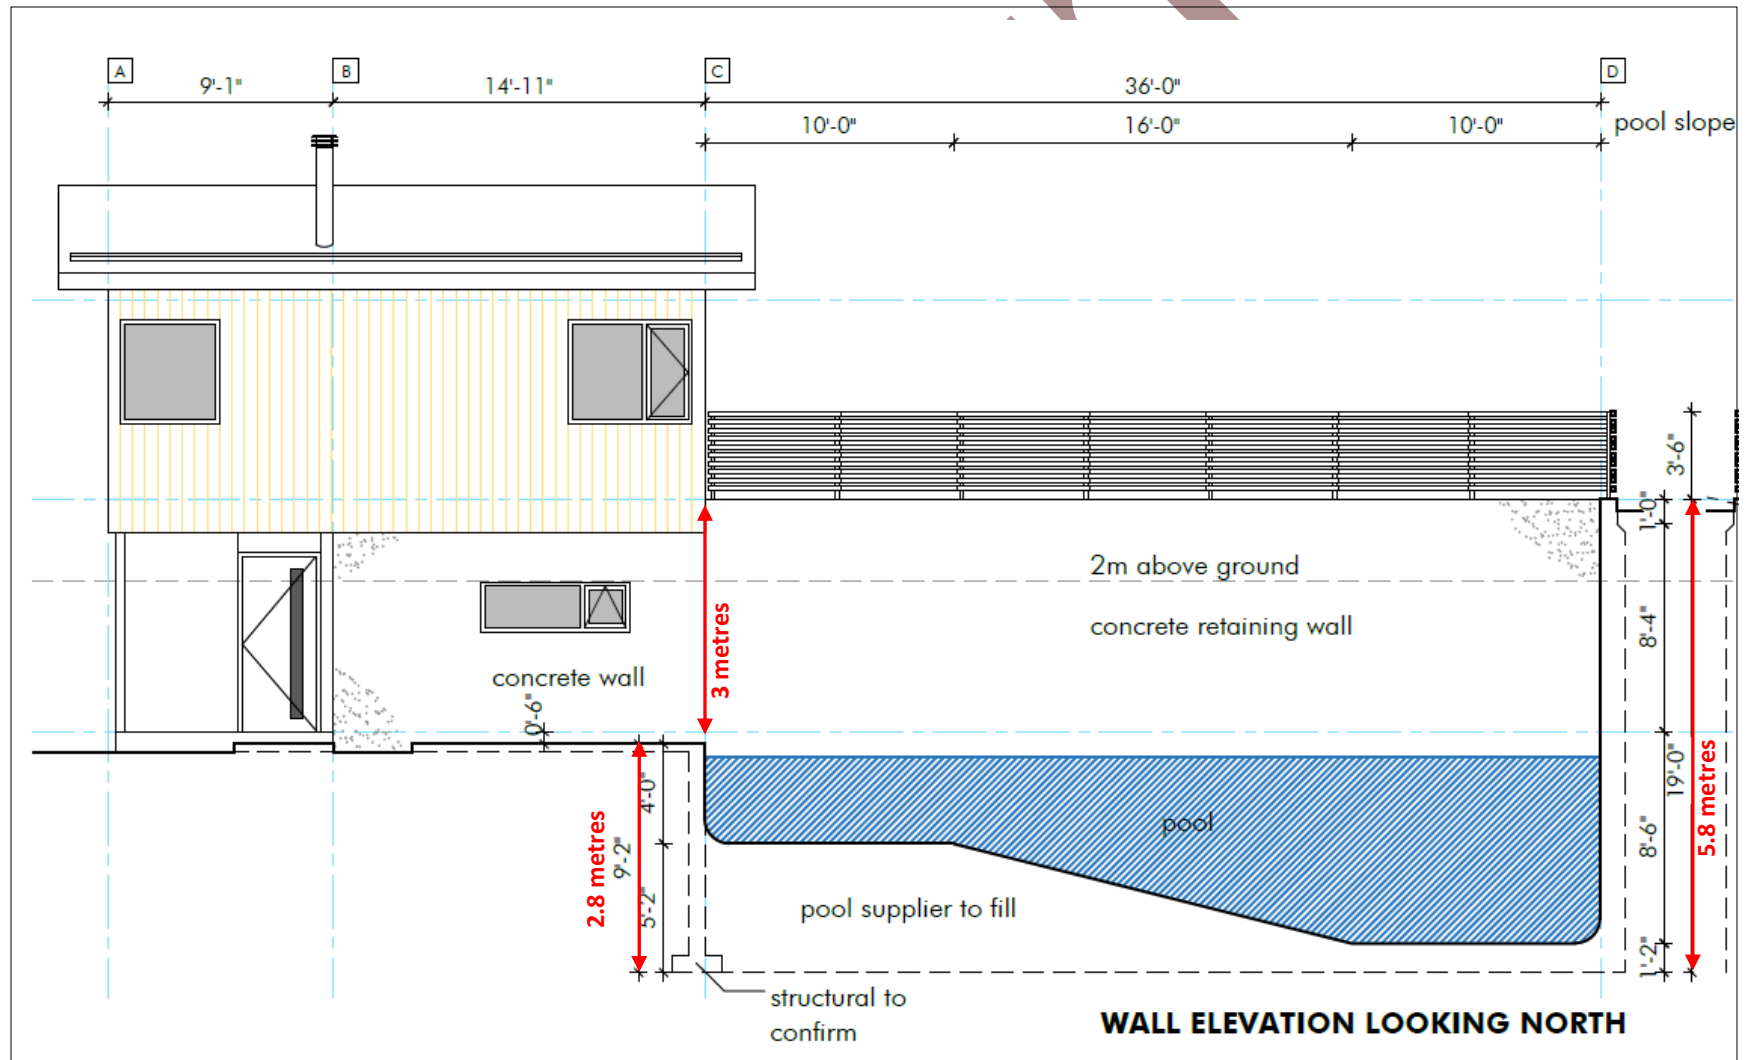 A
B
C
D
9'-1"
14'-11"
36'-0"
10'-0"
16'-0"
10'-0"
pool slope
3'-6"
1'-0"
2m above ground
concrete retaining wall
8'-4"
3 metres
concrete wall
0'-6"
19'-0"
5.8 metres
4'-0"
pool
8'-6"
2.8 metres
9'-2"
5'-2"
pool supplier to fill
1'-2"
structural to
confirm
WALL ELEVATION LOOKING NORTH